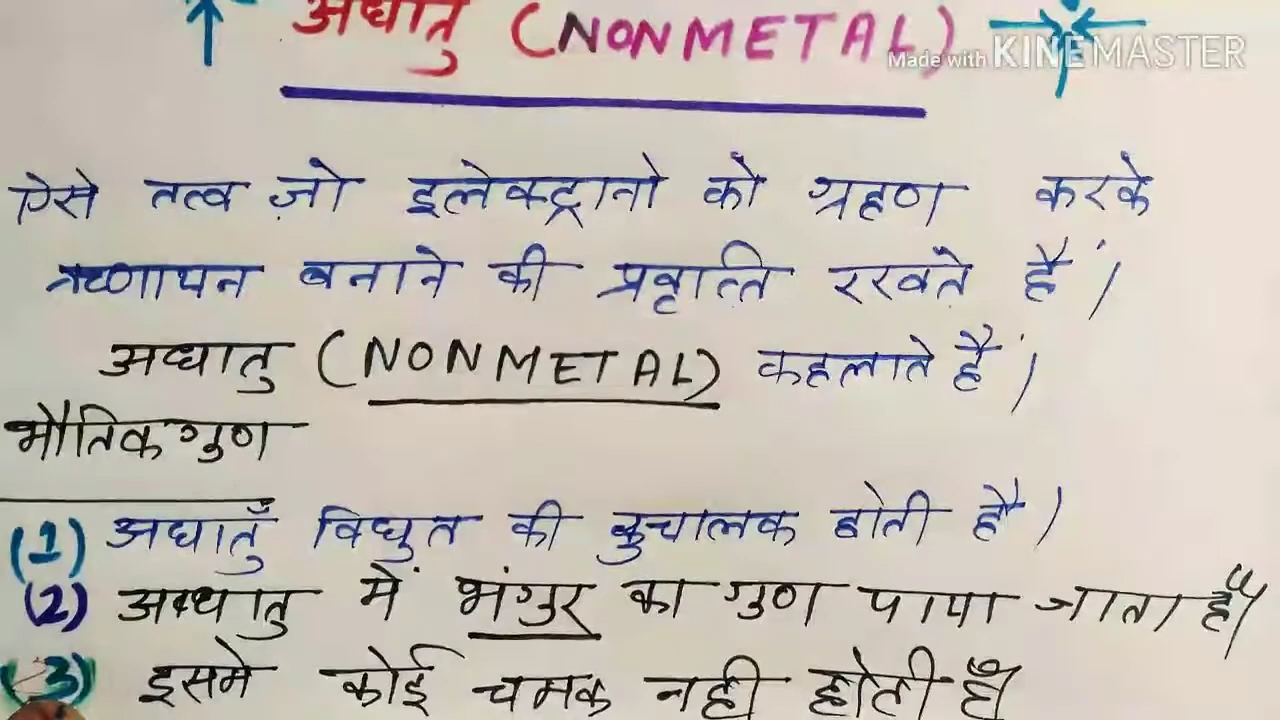 अधातु (NONMETAL)
Made with KINEMASTER
ऐसे तत्व जो इलेक्ट्रानो को ग्रहण करके
ऋणायन बनाने की प्रवृत्ति रखते हैं।
अधातु (NONMETAL) कहलाते हैं।
भौतिक गुण
(1) अधातुँ विधुत की कुचालक होती है।
(2) अधातु में भंगुर का गुण पाया जाता है।
(3) इसमे कोई चमक नही होती है।